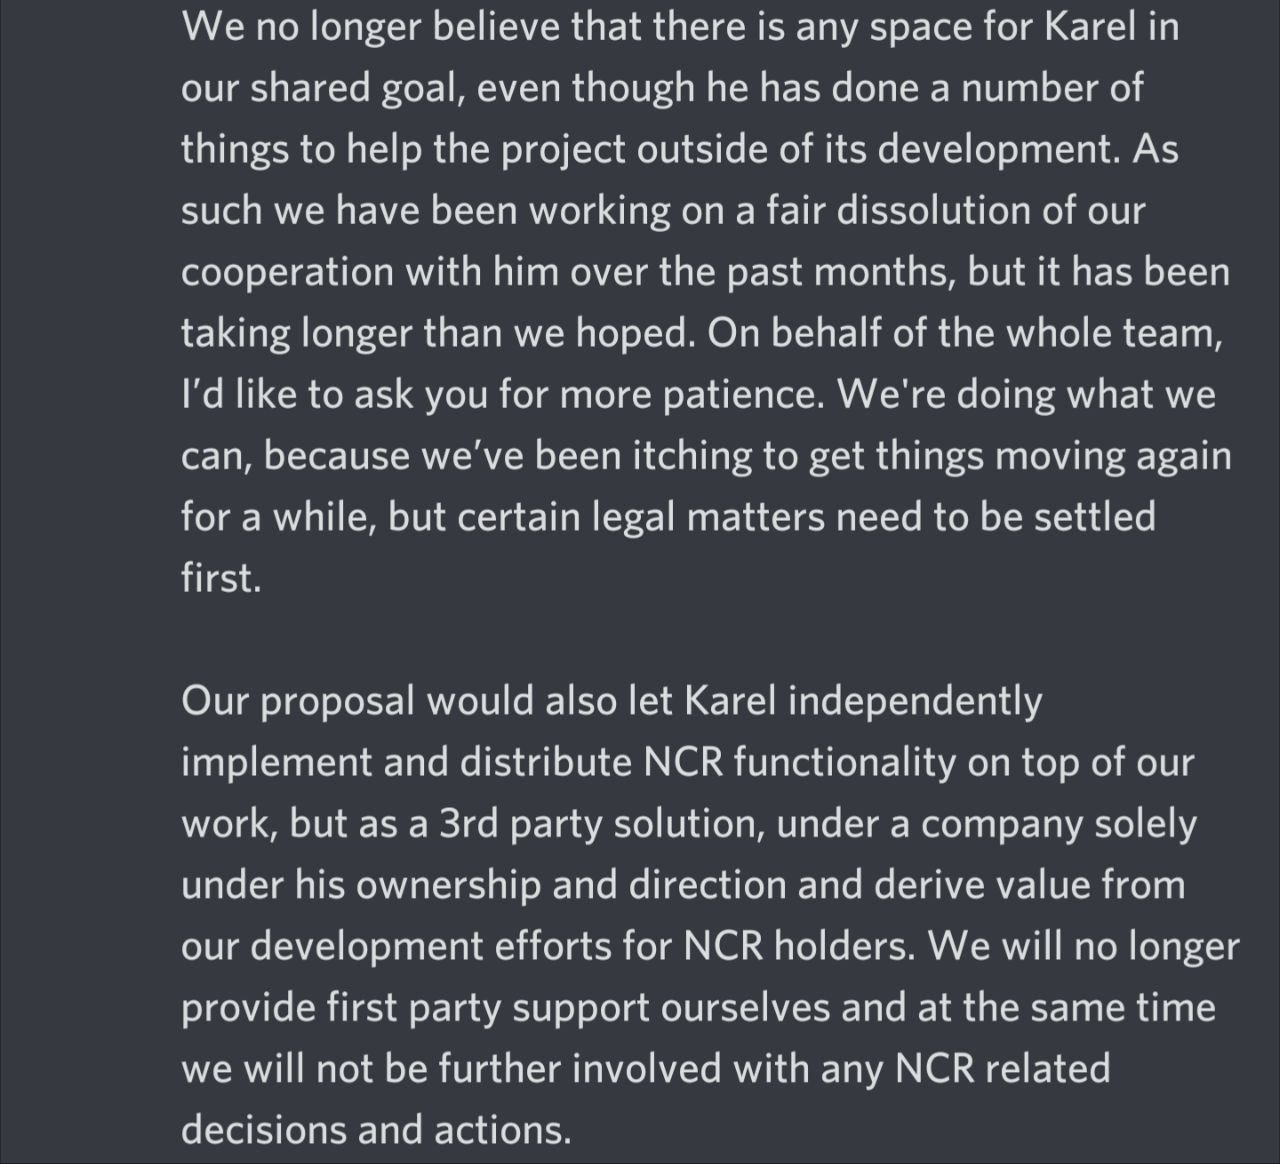 We no longer believe that there is any space for Karel in
our shared goal, even though he has done a number of
things to help the project outside of its development. As
such we have been working on a fair dissolution of our
cooperation with him over the past months, but it has been
taking longer than we hoped. On behalf of the whole team,
I’d like to ask you for more patience. We're doing what we
can, because we’ve been itching to get things moving again
for a while, but certain legal matters need to be settled
first.

Our proposal would also let Karel independently
implement and distribute NCR functionality on top of our
work, but as a 3rd party solution, under a company solely
under his ownership and direction and derive value from
our development efforts for NCR holders. We will no longer
provide first party support ourselves and at the same time
we will not be further involved with any NCR related
decisions and actions.